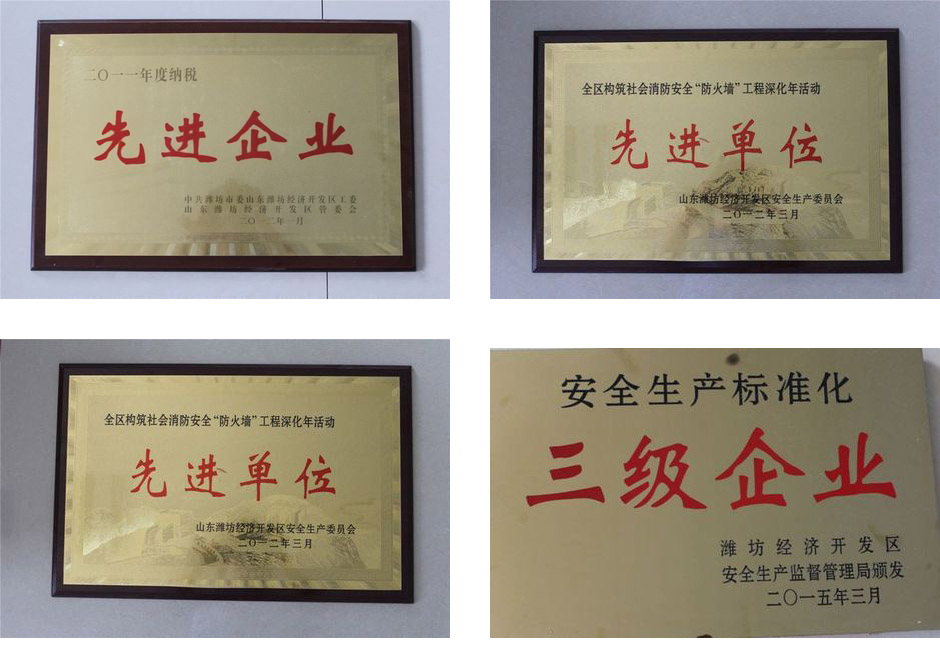 二〇一一年度纳税
先进企业
中共潍坊市委山东潍坊经济开发区工委
山东潍坊经济开发区管委会
二〇一二年一月
全区构筑社会消防安全“防火墙”工程深化年活动
先进单位
山东潍坊经济开发区安全生产委员会
二〇一二年三月
全区构筑社会消防安全“防火墙”工程深化年活动
先进单位
山东潍坊经济开发区安全生产委员会
二〇一二年三月
安全生产标准化
三级企业
潍坊经济开发区
安全生产监督管理局颁发
二〇一五年三月